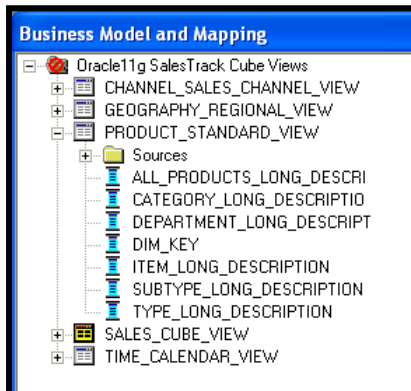 Business Model and Mapping
Oracle11g SalesTrack Cube Views
CHANNEL_SALES_CHANNEL_VIEW
GEOGRAPHY_REGIONAL_VIEW
PRODUCT_STANDARD_VIEW
Sources
ALL_PRODUCTS_LONG_DESCRI
CATEGORY_LONG_DESCRIPTIO
DEPARTMENT_LONG_DESCRIPT
DIM_KEY
ITEM_LONG_DESCRIPTION
SUBTYPE_LONG_DESCRIPTION
TYPE_LONG_DESCRIPTION
SALES_CUBE_VIEW
TIME_CALENDAR_VIEW